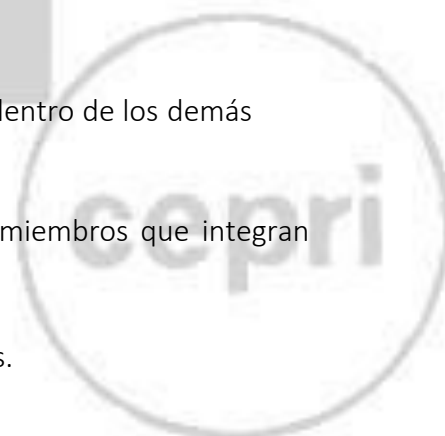 dentro de los demás
cepri
miembros que integran
s.